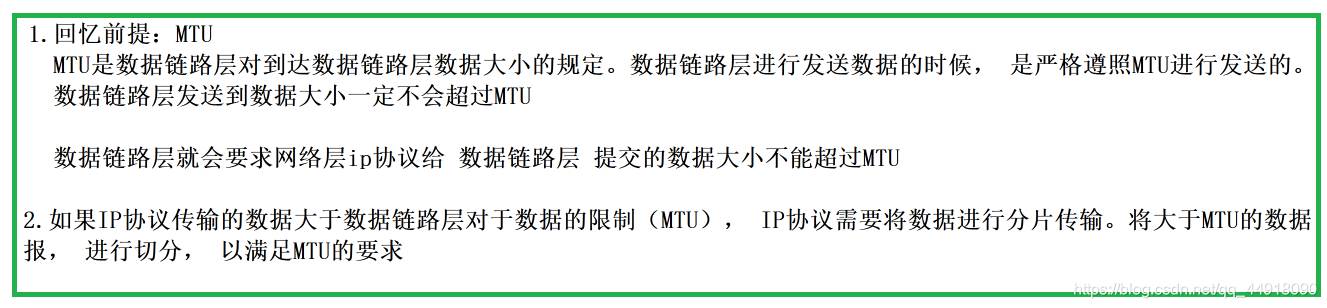 1.回忆前提：MTU
MTU是数据链路层对到达数据链路层数据大小的规定。数据链路层进行发送数据的时候， 是严格遵照MTU进行发送的。
数据链路层发送到数据大小一定不会超过MTU
数据链路层就会要求网络层ip协议给 数据链路层 提交的数据大小不能超过MTU
2.如果IP协议传输的数据大于数据链路层对于数据的限制（MTU）， IP协议需要将数据进行分片传输。将大于MTU的数据
报， 进行切分， 以满足MTU的要求
https://blog.csdn.net/qq_44918090